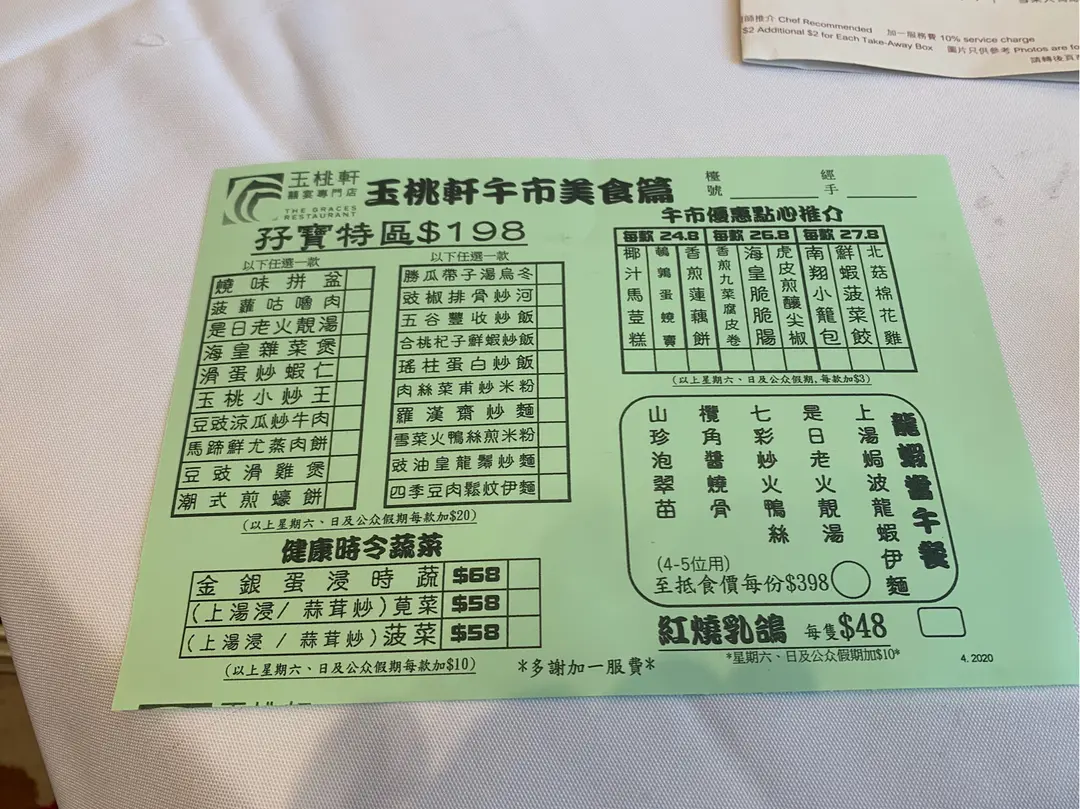 師推介 Chef Recommended 加一服務費 10% service charge
$2 Additional $2 for Each Take-Away Box 圖片只供參考 Photos are fo
請轉後頁
玉桃軒
囍宴專門店
THE GRACES
RESTAURANT
玉桃軒午市美食篇
檯號
經手
孖寶特區$198
以下任選一款
燒味拼盆
菠蘿咕嚕肉
是日老火靚湯
海皇雜菜煲
滑蛋炒蝦仁
玉桃小炒王
豆豉涼瓜炒牛肉
馬蹄鮮尤蒸肉餅
豆豉滑雞煲
潮式煎蠔餅
以下任選一款
勝瓜帶子湯烏冬
豉椒排骨炒河
五谷豐收炒飯
合桃杞子鮮蝦炒飯
瑤柱蛋白炒飯
肉絲菜甫炒米粉
羅漢齋炒麵
雪菜火鴨絲煎米粉
豉油皇龍鬚炒麵
四季豆肉鬆炆伊麵
(以上星期六、日及公众假期每款加$20)
健康時令蔬菜
金銀蛋浸時蔬 $68
(上湯浸/ 蒜茸炒)莧菜 $58
(上湯浸 / 蒜茸炒)菠菜 $58
(以上星期六、日及公众假期每款加$10)
*多謝加一服費*
午市優惠點心推介
每款 24.8 每款 26.8 每款 27.8
椰汁馬荳糕
鵪鶉蛋燒賣
香煎蓮藕餅
香煎九菜腐皮卷
海皇脆脆腸
虎皮煎釀尖椒
南翔小籠包
鮮蝦菠菜餃
北菇棉花雞
(以上星期六、日及公众假期,每款加$3)
龍蝦當午餐
上湯焗波龍蝦伊麵
是日老火靚湯
七彩炒火鴨絲
欖角醬燒骨
山珍泡翠苗
(4-5位用)
至抵食價每份$398
紅燒乳鴿 每隻$48
*星期六、日及公众假期加$10*
4. 2020